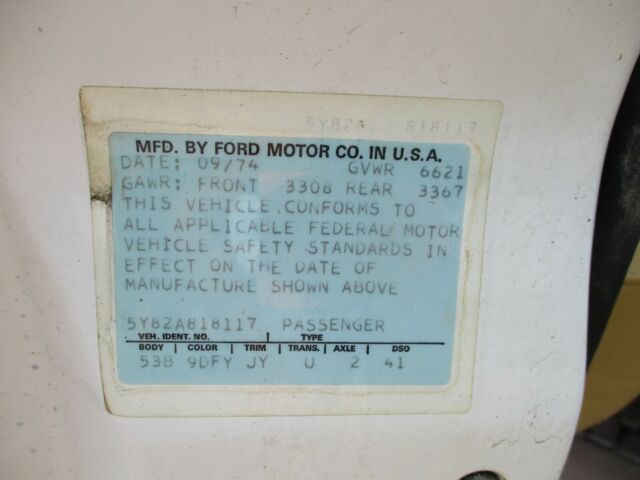 5Y82A 818117
MFD. BY FORD MOTOR CO. IN U.S.A.
DATE: 09/74 GVWR 6621
GAWR: FRONT 3308 REAR 3367
THIS VEHICLE CONFORMS TO
ALL APPLICABLE FEDERAL MOTOR
VEHICLE SAFETY STANDARDS IN
EFFECT ON THE DATE OF
MANUFACTURE SHOWN ABOVE
5Y82A818117 PASSENGER
VEH. IDENT. NO. TYPE
BODY | COLOR | TRIM | TRANS. | AXLE | DSO
53B 9DFY JY U 2 41